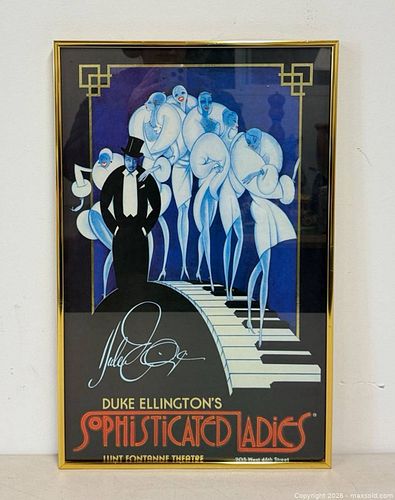 DUKE ELLINGTON'S
SOPHISTICATED LADIES®
LUNT FONTANNE THEATRE 205 West 46th Street
Copyright 2026 - maxsold.com